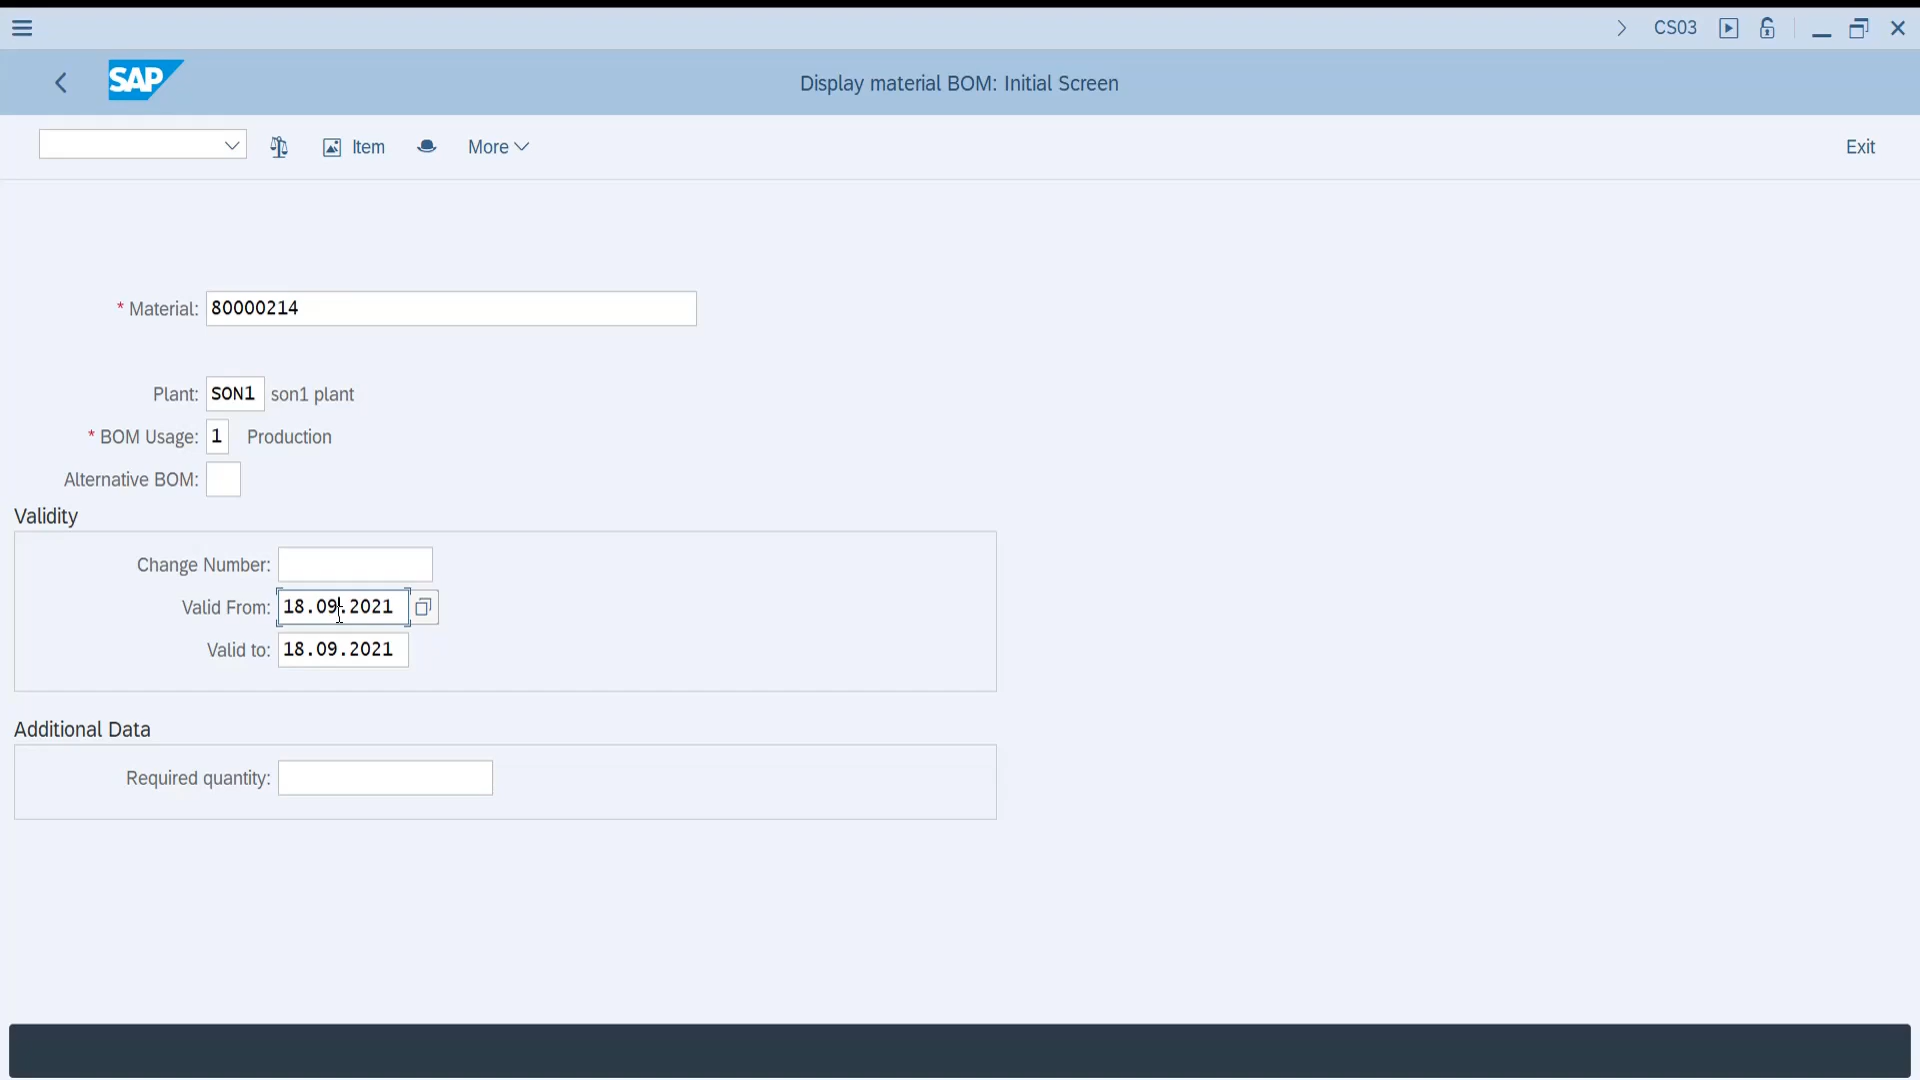 CS03
SAP
Display material BOM: Initial Screen
Item
More
Exit
* Material: 80000214
Plant: SON1 son1 plant
* BOM Usage: 1 Production
Alternative BOM:
Validity
Change Number:
Valid From: 18.09.2021
Valid to: 18.09.2021
Additional Data
Required quantity: